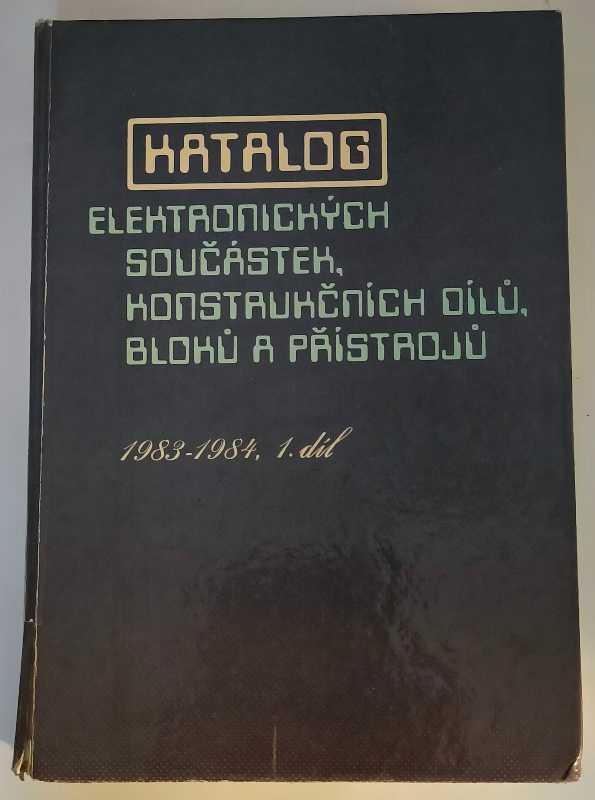 KATALOG
ELEKTRONICKÝCH
SOUČÁSTEK,
KONSTRUKČNÍCH DÍLŮ,
BLOKŮ A PŘÍSTROJŮ
1983-1984, 1. díl